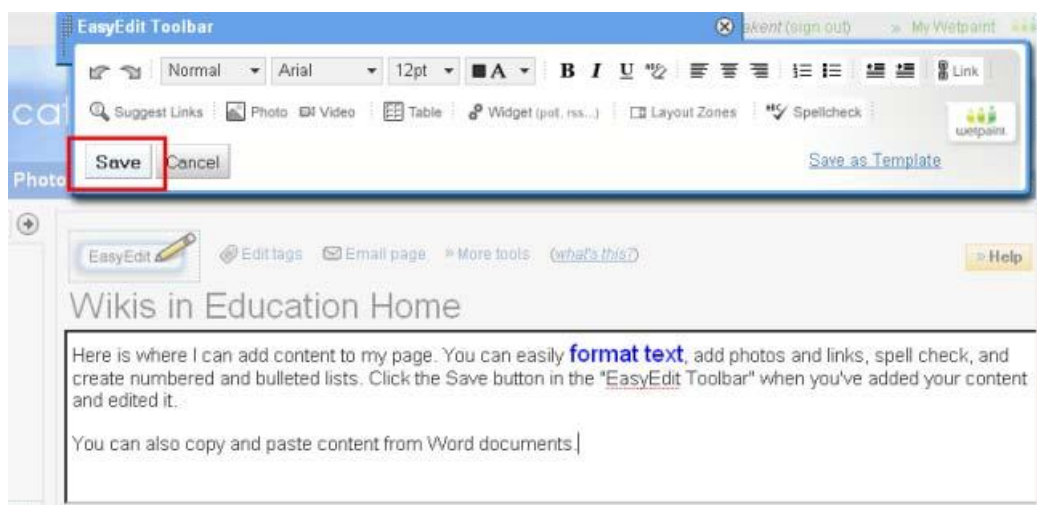 EasyEdit Toolbar
akent (sign out) » My Wetpaint
Normal Arial 12pt A B I U ABC Link
Suggest Links Photo Video Table Widget (poll, rss...) Layout Zones ABC Spellcheck
wetpaint
Save Cancel Save as Template
Photo
EasyEdit Edit tags Email page » More tools (what's this?) » Help
Wikis in Education Home
Here is where I can add content to my page. You can easily format text, add photos and links, spell check, and
create numbered and bulleted lists. Click the Save button in the "EasyEdit Toolbar" when you've added your content
and edited it.
You can also copy and paste content from Word documents.